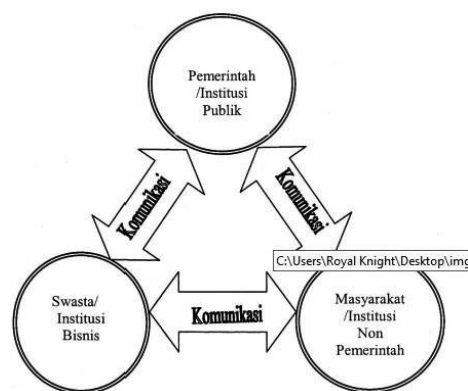 Pemerintah
/Institusi
Publik
Komunikasi
Komunikasi
C:\Users\Royal Knight\Desktop\img
Swasta/
Institusi
Bisnis
Komunikasi
Masyarakat
/Institusi
Non
Pemerintah